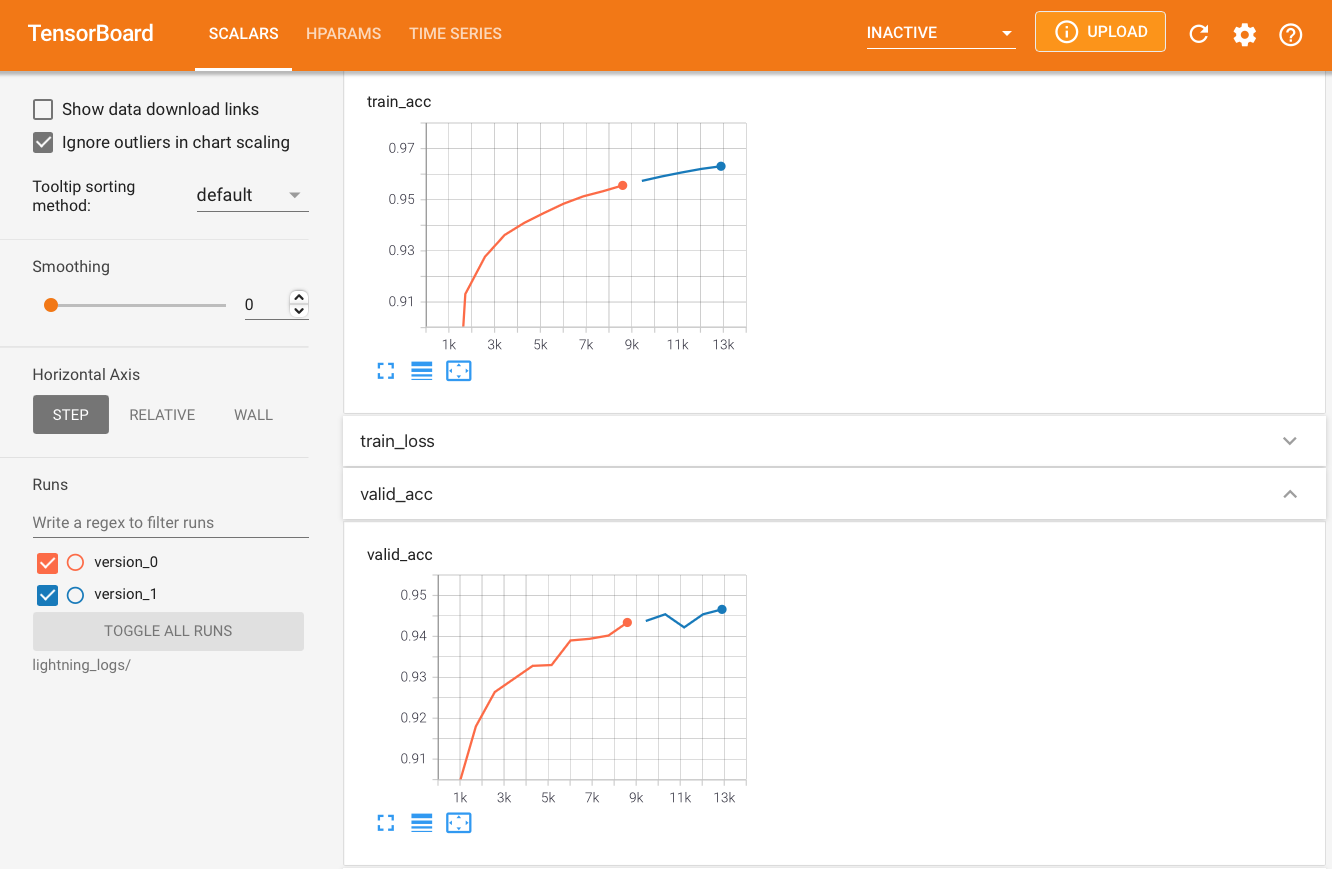 TensorBoard
SCALARS
HPARAMS
TIME SERIES
INACTIVE
UPLOAD
Show data download links
Ignore outliers in chart scaling
Tooltip sorting
method:
default
Smoothing
0
Horizontal Axis
STEP
RELATIVE
WALL
Runs
Write a regex to filter runs
version_0
version_1
TOGGLE ALL RUNS
lightning_logs/
train_acc
0.97
0.95
0.93
0.91
1k 3k 5k 7k 9k 11k 13k
train_loss
valid_acc
valid_acc
0.95
0.94
0.93
0.92
0.91
1k 3k 5k 7k 9k 11k 13k